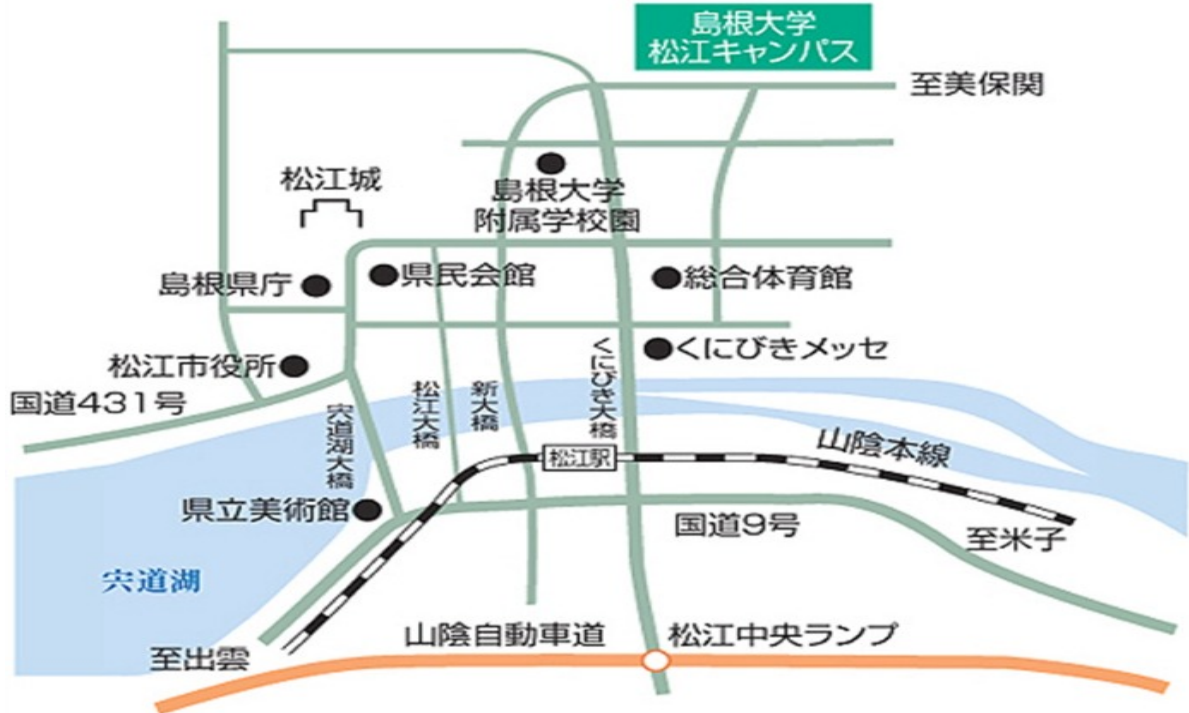 島根大学
松江キャンパス
至美保関
松江城
島根大学
附属学校園
県民会館
島根県庁
総合体育館
くにびきメッセ
松江市役所
国道431号
宍道湖大橋
松江大橋
新大橋
くにびき大橋
松江駅
山陰本線
県立美術館
国道9号
至米子
宍道湖
山陰自動車道
松江中央ランプ
至出雲